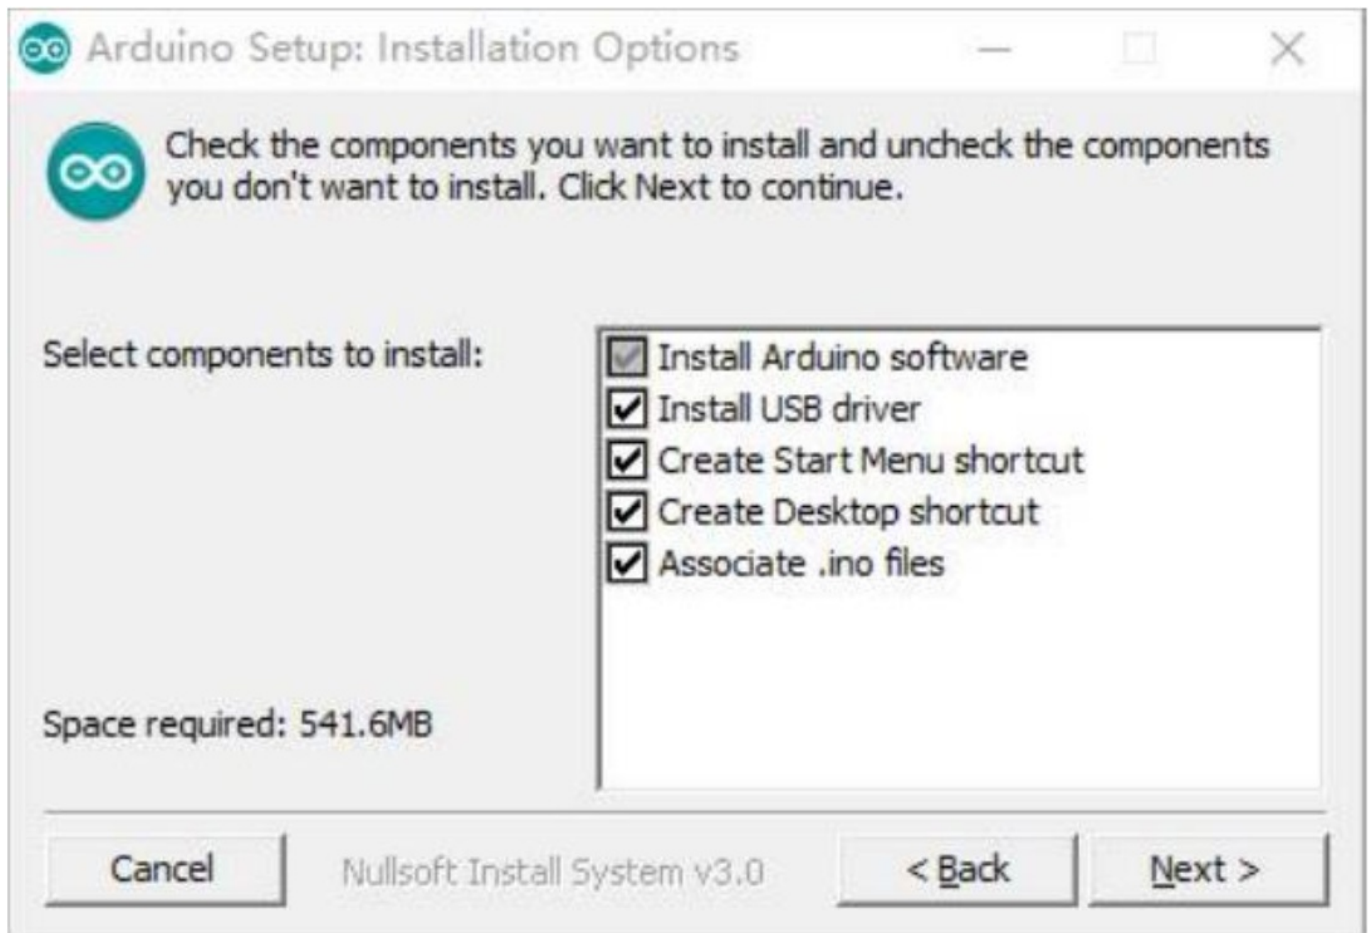 Arduino Setup: Installation Options
Check the components you want to install and uncheck the components
you don't want to install. Click Next to continue.
Select components to install:
Install Arduino software
Install USB driver
Create Start Menu shortcut
Create Desktop shortcut
Associate .ino files
Space required: 541.6MB
Cancel
Nullsoft Install System v3.0
< Back
Next >